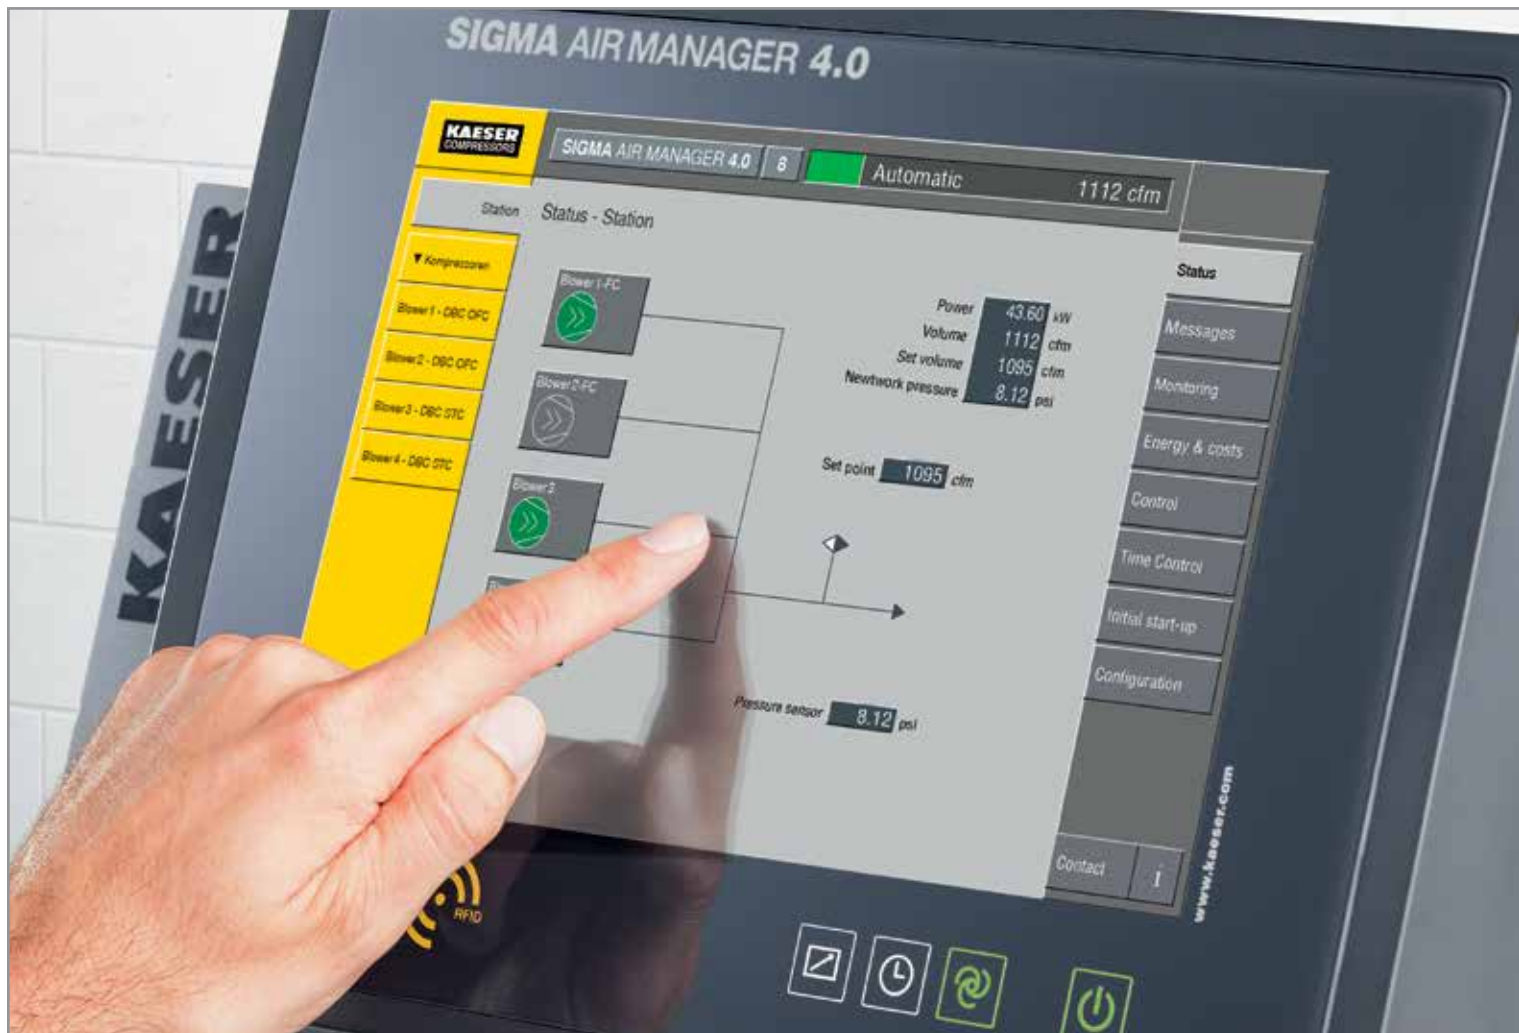 SIGMA AIR MANAGER 4.0
KAESER
KAESER
COMPRESSORS
SIGMA AIR MANAGER 4.0
8
Automatic
1112 cfm
Station
Status - Station
▼ Kompressoren
Blower 1 - DBC OFC
Blower 2 - DBC OFC
Blower 3 - DBC STC
Blower 4 - DBC STC
Blower 1-FC
Blower 2-FC
Blower 3
Power 43.60 kW
Volume 1112 cfm
Set volume 1095 cfm
Newtwork pressure 8.12 psi
Set point 1095 cfm
Pressure sensor 8.12 psi
Status
Messages
Monitoring
Energy & costs
Control
Time Control
Initial start-up
Configuration
Contact
i
www.kaeser.com
RFID